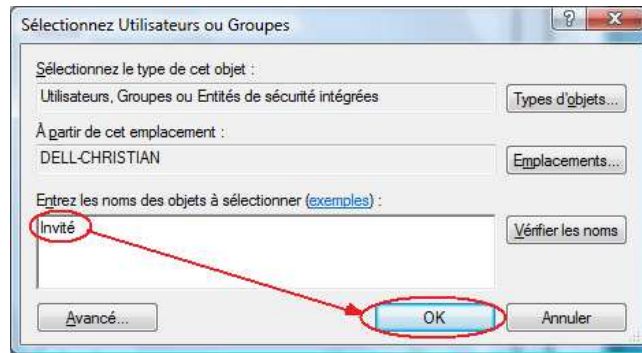 Sélectionnez Utilisateurs ou Groupes
Sélectionnez le type de cet objet :
Utilisateurs, Groupes ou Entités de sécurité intégrées
Types d'objets...
À partir de cet emplacement :
DELL-CHRISTIAN
Emplacements...
Entrez les noms des objets à sélectionner (exemples) :
Invité
Vérifier les noms
Avancé...
OK
Annuler